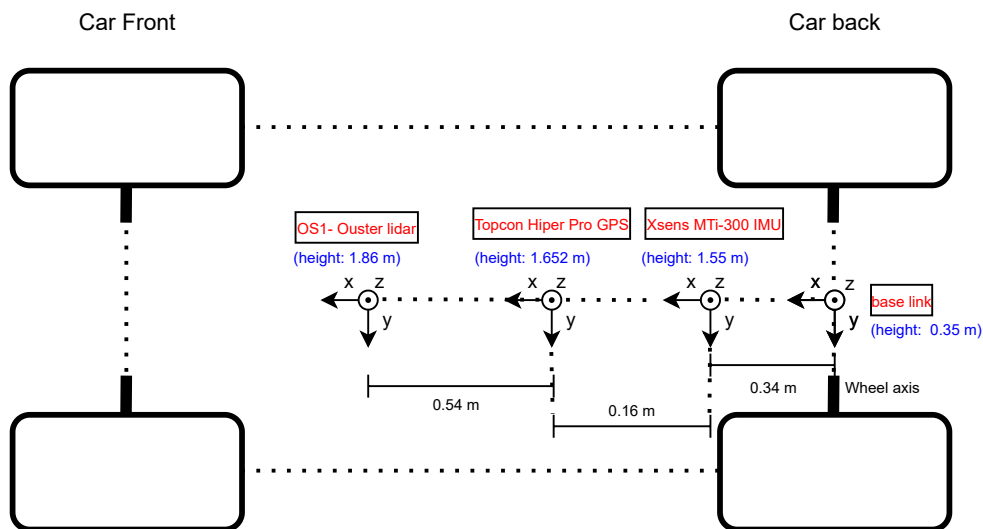 Car Front
Car back
OS1- Ouster lidar
Topcon Hiper Pro GPS
Xsens MTi-300 IMU
(height: 1.86 m)
(height: 1.652 m)
(height: 1.55 m)
x z
z
x z
x z
base link
y
y
y
y
(height: 0.35 m)
0.54 m
0.16 m
0.34 m
Wheel axis